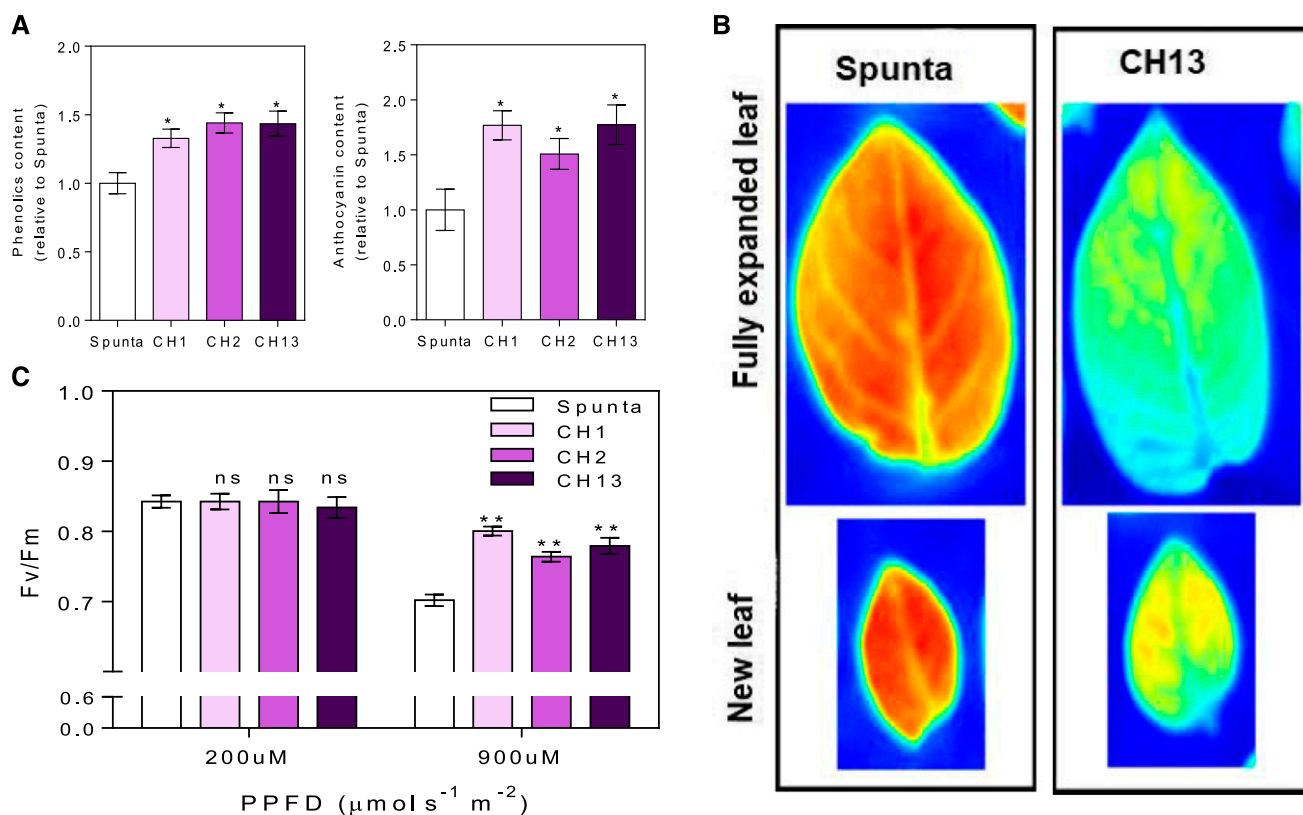 A
Phenolics content
(relative to Spunta)
2.0
1.5
1.0
0.5
0.0
*
*
*
Spunta CH1 CH2 CH13
Anthocyanin content
(relative to Spunta)
2.5
2.0
1.5
1.0
0.5
0.0
*
*
*
Spunta CH1 CH2 CH13
B
Spunta
CH13
Fully expanded leaf
New leaf
C
Fv/Fm
1.0
0.9
0.8
0.7
0.6
0.0
Spunta
CH1
CH2
CH13
ns ns ns
** ** **
200uM 900uM
PPFD (μmol s⁻¹ m⁻²)